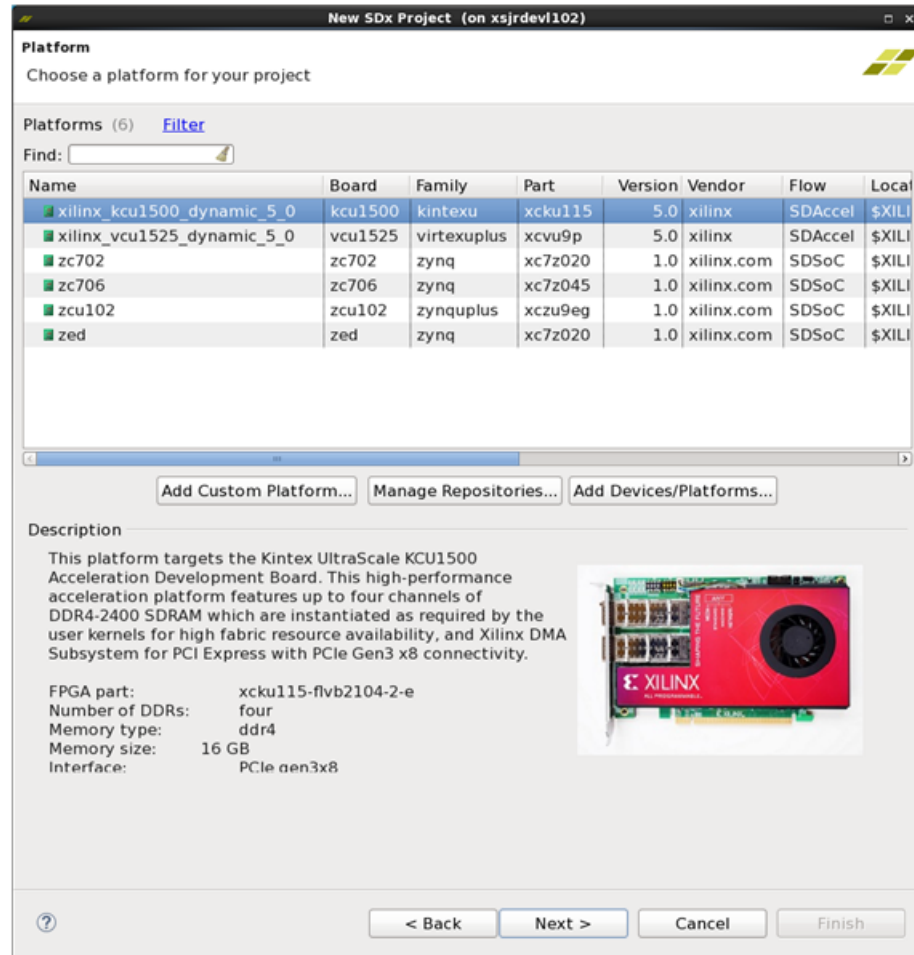 New SDx Project (on xsjrdevl102)
Platform
Choose a platform for your project
Platforms (6) Filter
Find:
Name Board Family Part Version Vendor Flow Locat
xilinx_kcu1500_dynamic_5_0 kcu1500 kintexu xcku115 5.0 xilinx SDAccel $XILI
xilinx_vcu1525_dynamic_5_0 vcu1525 virtexuplus xcvu9p 5.0 xilinx SDAccel $XILI
zc702 zc702 zynq xc7z020 1.0 xilinx.com SDSoC $XILI
zc706 zc706 zynq xc7z045 1.0 xilinx.com SDSoC $XILI
zcu102 zcu102 zynquplus xczu9eg 1.0 xilinx.com SDSoC $XILI
zed zed zynq xc7z020 1.0 xilinx.com SDSoC $XILI
Add Custom Platform... Manage Repositories... Add Devices/Platforms...
Description
This platform targets the Kintex UltraScale KCU1500
Acceleration Development Board. This high-performance
acceleration platform features up to four channels of
DDR4-2400 SDRAM which are instantiated as required by the
user kernels for high fabric resource availability, and Xilinx DMA
Subsystem for PCI Express with PCIe Gen3 x8 connectivity.
FPGA part: xcku115-flvb2104-2-e
Number of DDRs: four
Memory type: ddr4
Memory size: 16 GB
Interface: PCIe gen3x8
SHAPING THE FUTURE
XILINX
ALL PROGRAMMABLE
XILINX
? < Back Next > Cancel Finish